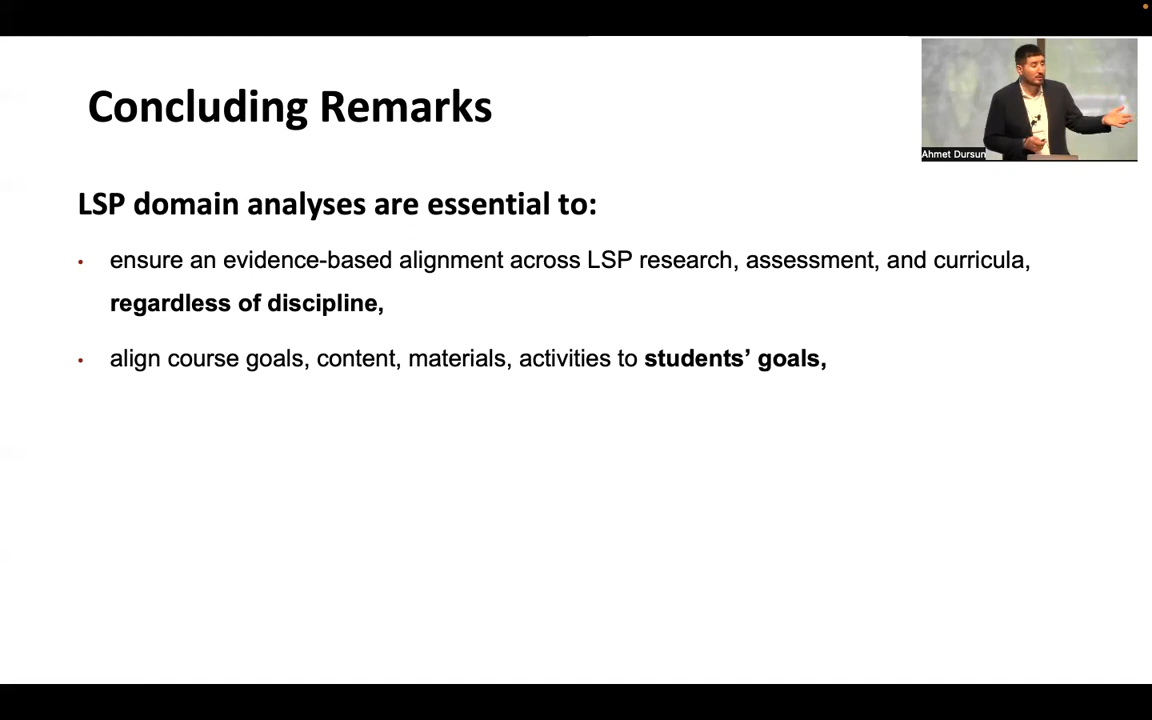 Concluding Remarks
Ahmet Dursun
LSP domain analyses are essential to:
• ensure an evidence-based alignment across LSP research, assessment, and curricula,
regardless of discipline,
• align course goals, content, materials, activities to students’ goals,